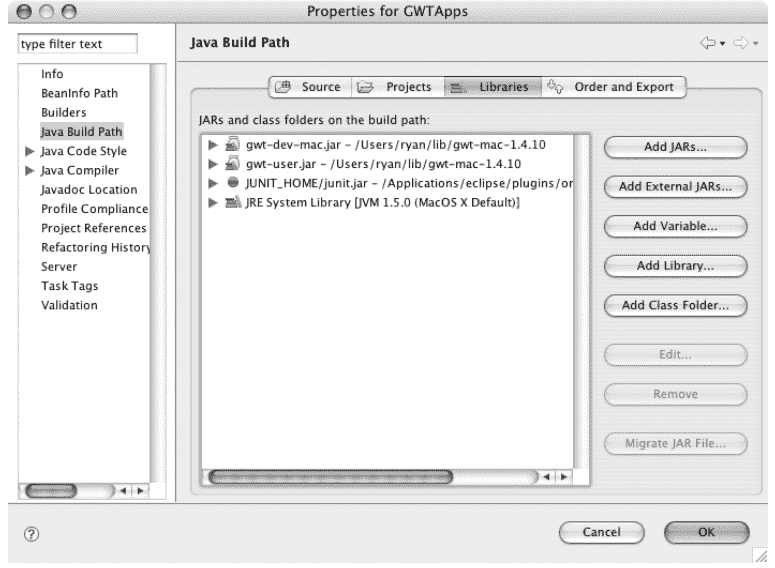 Properties for GWTApps
type filter text
Java Build Path
Info
BeanInfo Path
Builders
Java Build Path
Java Code Style
Java Compiler
Javadoc Location
Profile Compliance
Project References
Refactoring History
Server
Task Tags
Validation
Source Projects Libraries Order and Export
JARs and class folders on the build path:
gwt-dev-mac.jar – /Users/ryan/lib/gwt-mac-1.4.10
gwt-user.jar – /Users/ryan/lib/gwt-mac-1.4.10
JUNIT_HOME/junit.jar – /Applications/eclipse/plugins/or
JRE System Library [JVM 1.5.0 (MacOS X Default)]
Add JARs...
Add External JARs...
Add Variable...
Add Library...
Add Class Folder...
Edit...
Remove
Migrate JAR File...
?
Cancel OK